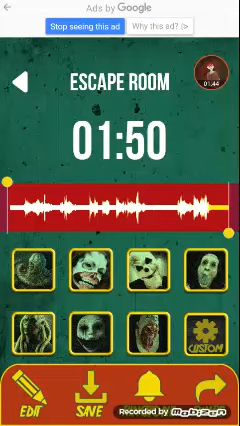 Ads by Google
Stop seeing this ad
Why this ad?
ESCAPE ROOM
01:44
01:50
CUSTOM
EDIT
SAVE
Recorded by Mobizen